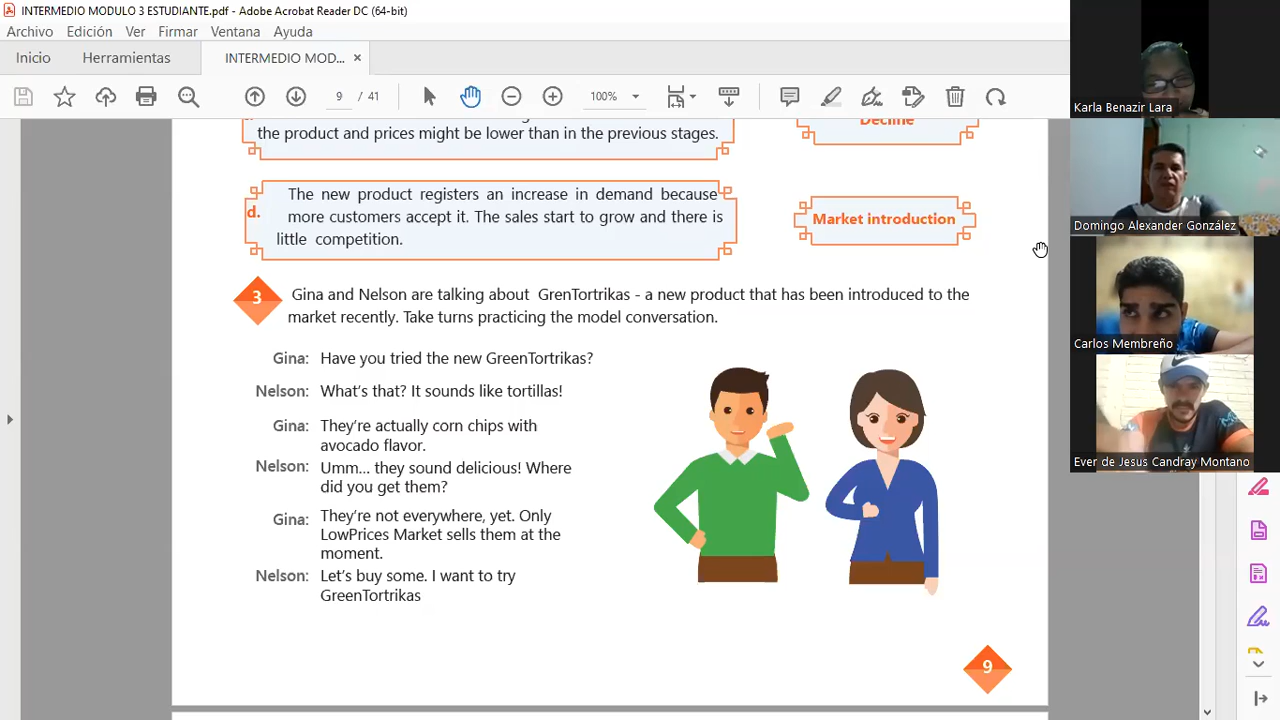 INTERMEDIO MODULO 3 ESTUDIANTE.pdf - Adobe Acrobat Reader DC (64-bit)
Archivo Edición Ver Firmar Ventana Ayuda
Inicio Herramientas INTERMEDIO MOD... ×
9 / 41 100%
the product and prices might be lower than in the previous stages.
Decline
d. The new product registers an increase in demand because
more customers accept it. The sales start to grow and there is
little competition.
Market introduction
3 Gina and Nelson are talking about GrenTortrikas - a new product that has been introduced to the
market recently. Take turns practicing the model conversation.
Gina: Have you tried the new GreenTortrikas?
Nelson: What's that? It sounds like tortillas!
Gina: They're actually corn chips with
avocado flavor.
Nelson: Umm... they sound delicious! Where
did you get them?
Gina: They're not everywhere, yet. Only
LowPrices Market sells them at the
moment.
Nelson: Let's buy some. I want to try
GreenTortrikas
9
Karla Benazir Lara
Domingo Alexander González
Carlos Membreño
Ever de Jesus Candray Montano